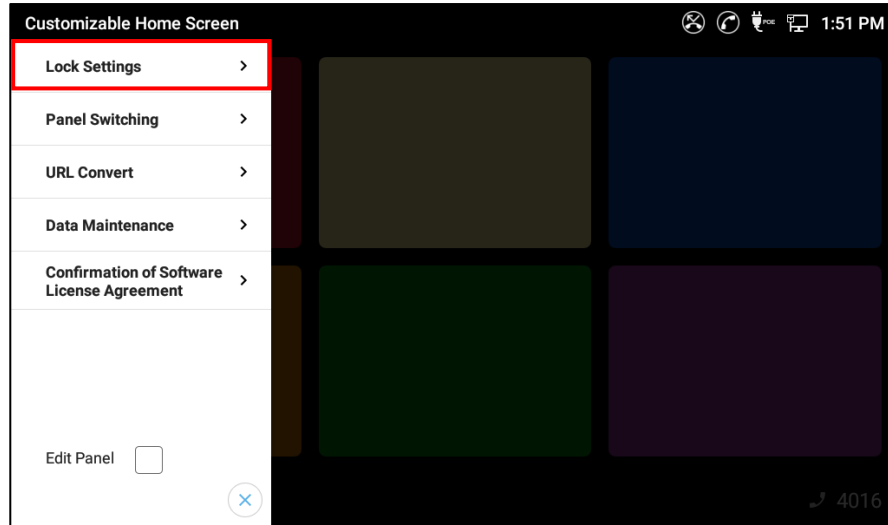 Customizable Home Screen
POE
1:51 PM
Lock Settings
Panel Switching
URL Convert
Data Maintenance
Confirmation of Software
License Agreement
Edit Panel
4016